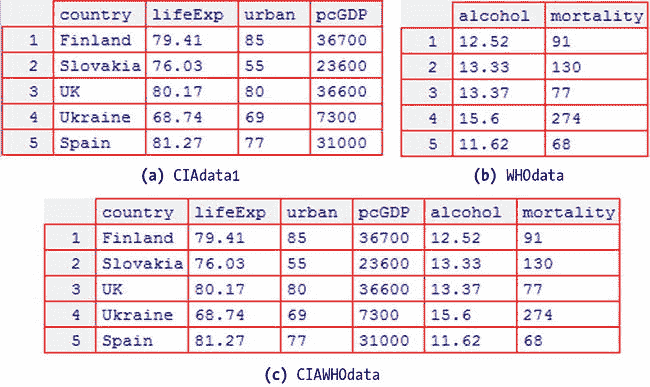 country lifeExp urban pcGDP
1 Finland 79.41 85 36700
2 Slovakia 76.03 55 23600
3 UK 80.17 80 36600
4 Ukraine 68.74 69 7300
5 Spain 81.27 77 31000
(a) CIAdata1
alcohol mortality
1 12.52 91
2 13.33 130
3 13.37 77
4 15.6 274
5 11.62 68
(b) WHOdata
country lifeExp urban pcGDP alcohol mortality
1 Finland 79.41 85 36700 12.52 91
2 Slovakia 76.03 55 23600 13.33 130
3 UK 80.17 80 36600 13.37 77
4 Ukraine 68.74 69 7300 15.6 274
5 Spain 81.27 77 31000 11.62 68
(c) CIAWHOdata